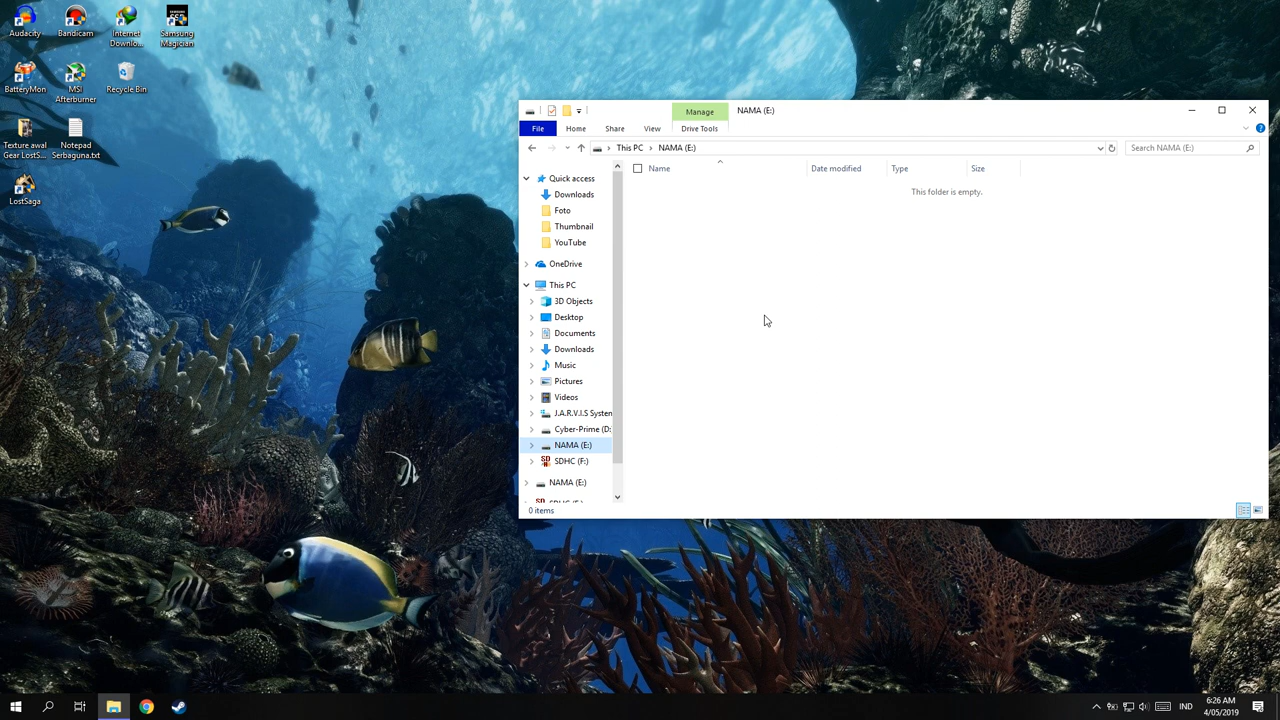 Audacity
Bandicam
Internet
Downlo...
Samsung
Magician
BatteryMon
MSI
Afterburner
Recycle Bin
Texture awal
Gear LostS...
Notepad
Serbaguna.txt
LostSaga
Manage
NAMA (E:)
File
Home
Share
View
Drive Tools
This PC
NAMA (E:)
Search NAMA (E:)
Name
Date modified
Type
Size
This folder is empty.
Quick access
Downloads
Foto
Thumbnail
YouTube
OneDrive
This PC
3D Objects
Desktop
Documents
Downloads
Music
Pictures
Videos
J.A.R.V.I.S System
Cyber-Prime (D:
NAMA (E:)
SDHC (F:)
NAMA (E:)
SDHC (F:)
0 items
IND
6:26 AM
4/05/2019